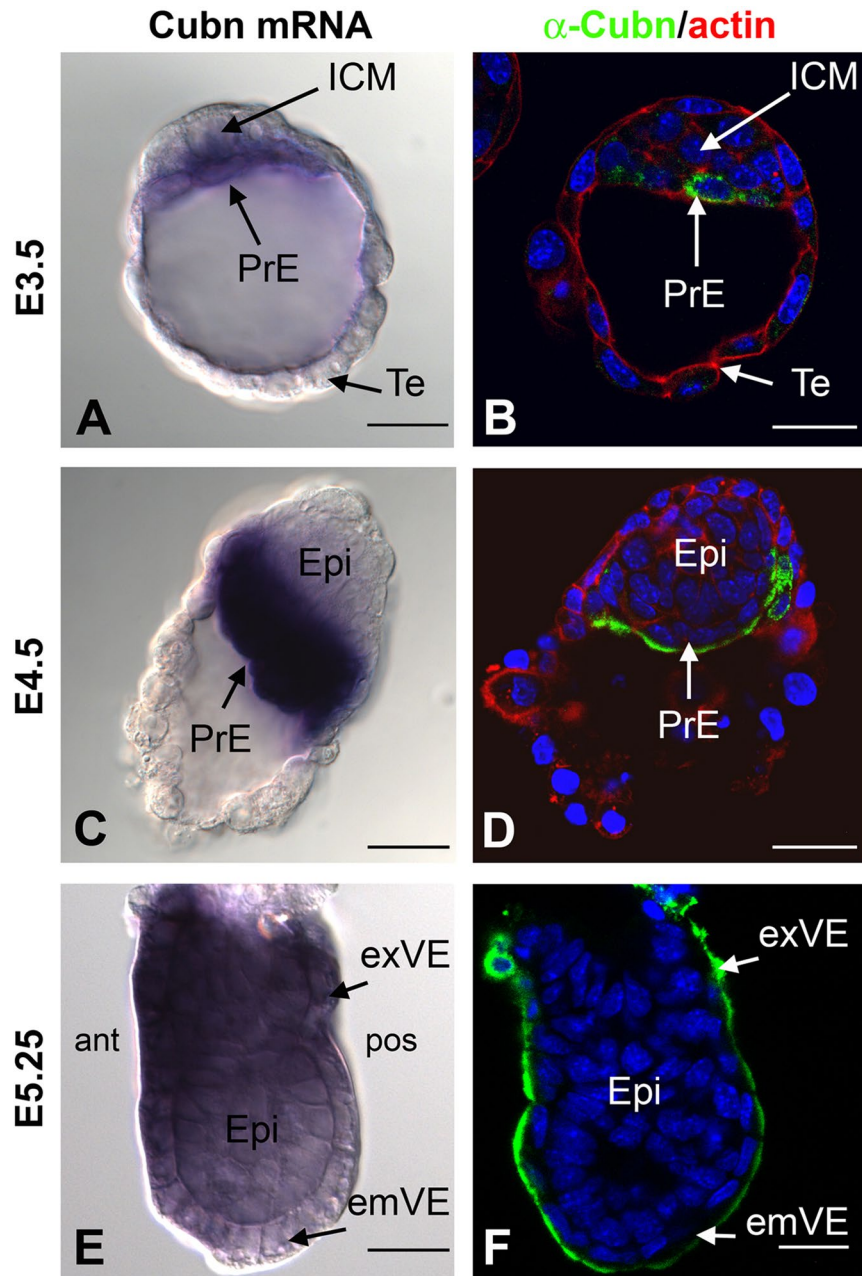 Cubn mRNA
α-Cubn/actin
E3.5
ICM
PrE
Te
A
ICM
PrE
Te
B
E4.5
Epi
PrE
C
Epi
PrE
D
E5.25
exVE
ant
pos
Epi
emVE
E
exVE
Epi
emVE
F